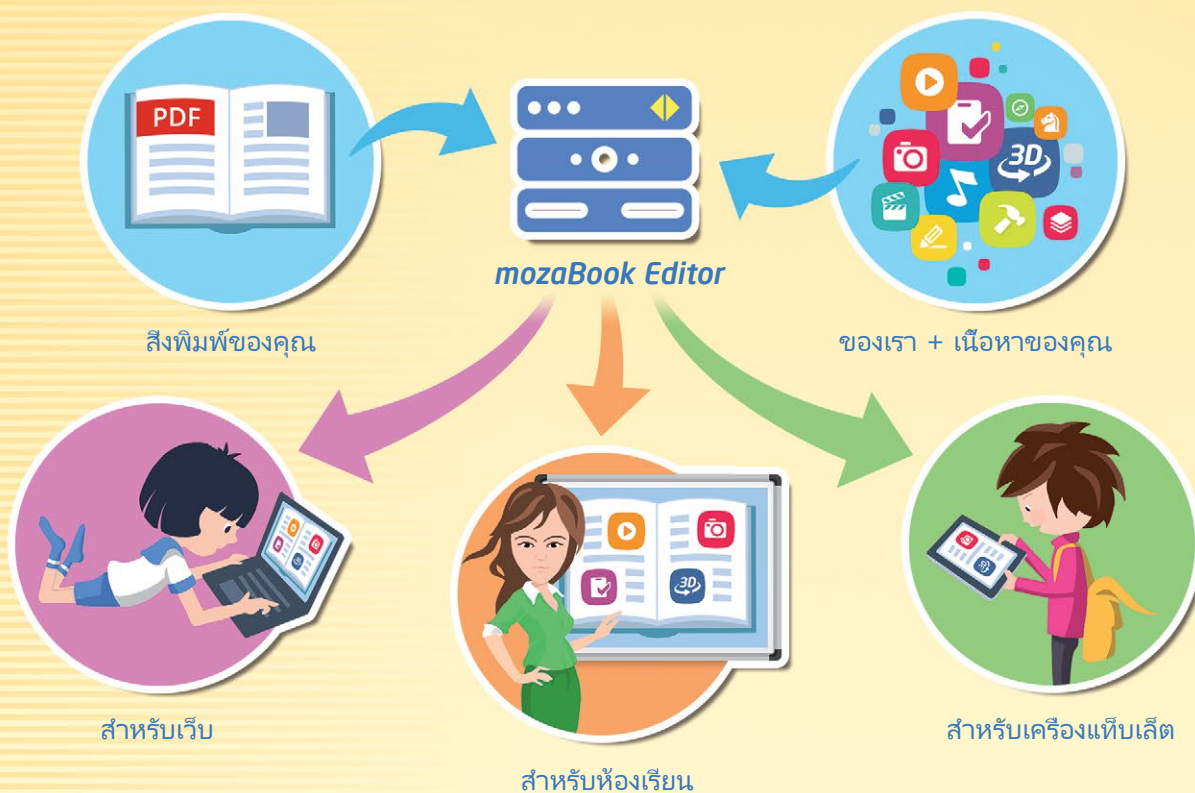 PDF
3D
mozaBook Editor
สิ่งพิมพ์ของคุณ
ของเรา + เนื้อหาของคุณ
3D
3D
3D
สำหรับเว็บ
สำหรับเครื่องแท็บเล็ต
สำหรับห้องเรียน